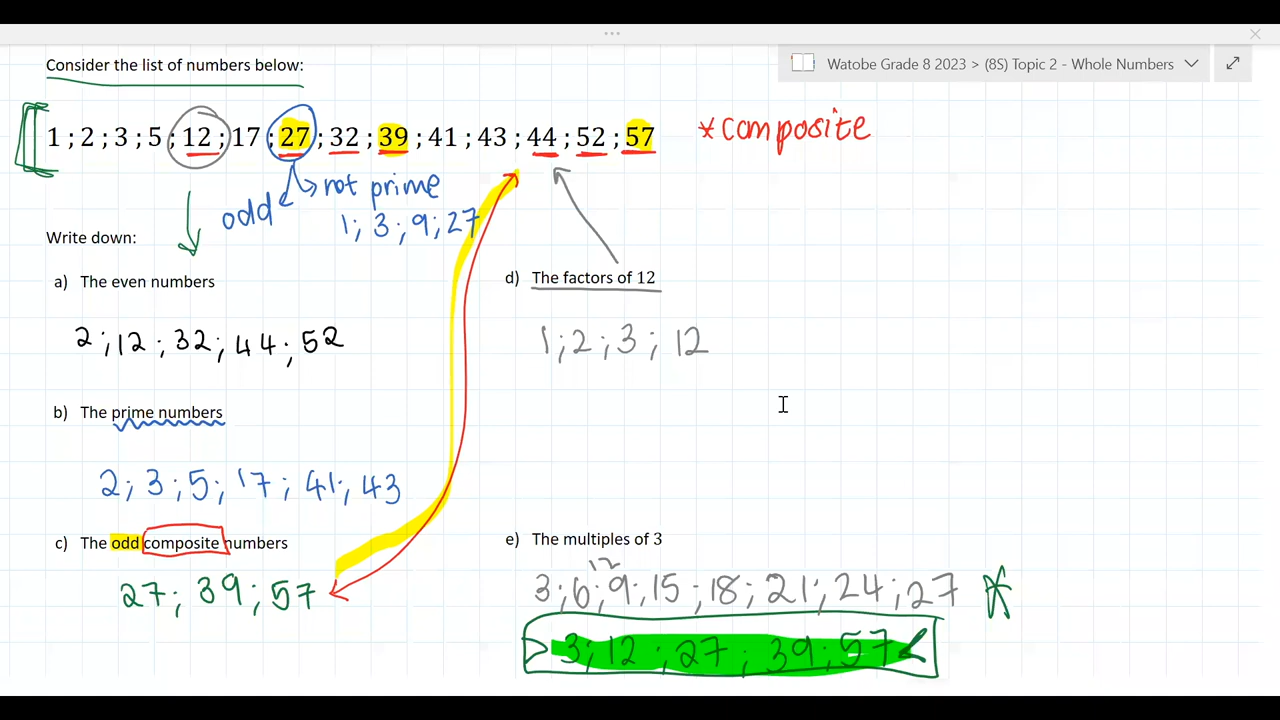 Consider the list of numbers below:
Watobe Grade 8 2023 > (8S) Topic 2 - Whole Numbers
1 ; 2 ; 3 ; 5 ; 12 ; 17 ; 27 ; 32 ; 39 ; 41 ; 43 ; 44 ; 52 ; 57
*composite
odd
not prime
1; 3; 9; 27
Write down:
a) The even numbers
2 ; 12 ; 32 ; 44 ; 52
b) The prime numbers
2; 3; 5; 17; 41; 43
c) The odd composite numbers
27; 39; 57
d) The factors of 12
1; 2; 3; 12
e) The multiples of 3
12
3; 6; 9; 15; 18; 21; 24; 27 *
3; 12; 27; 39; 57